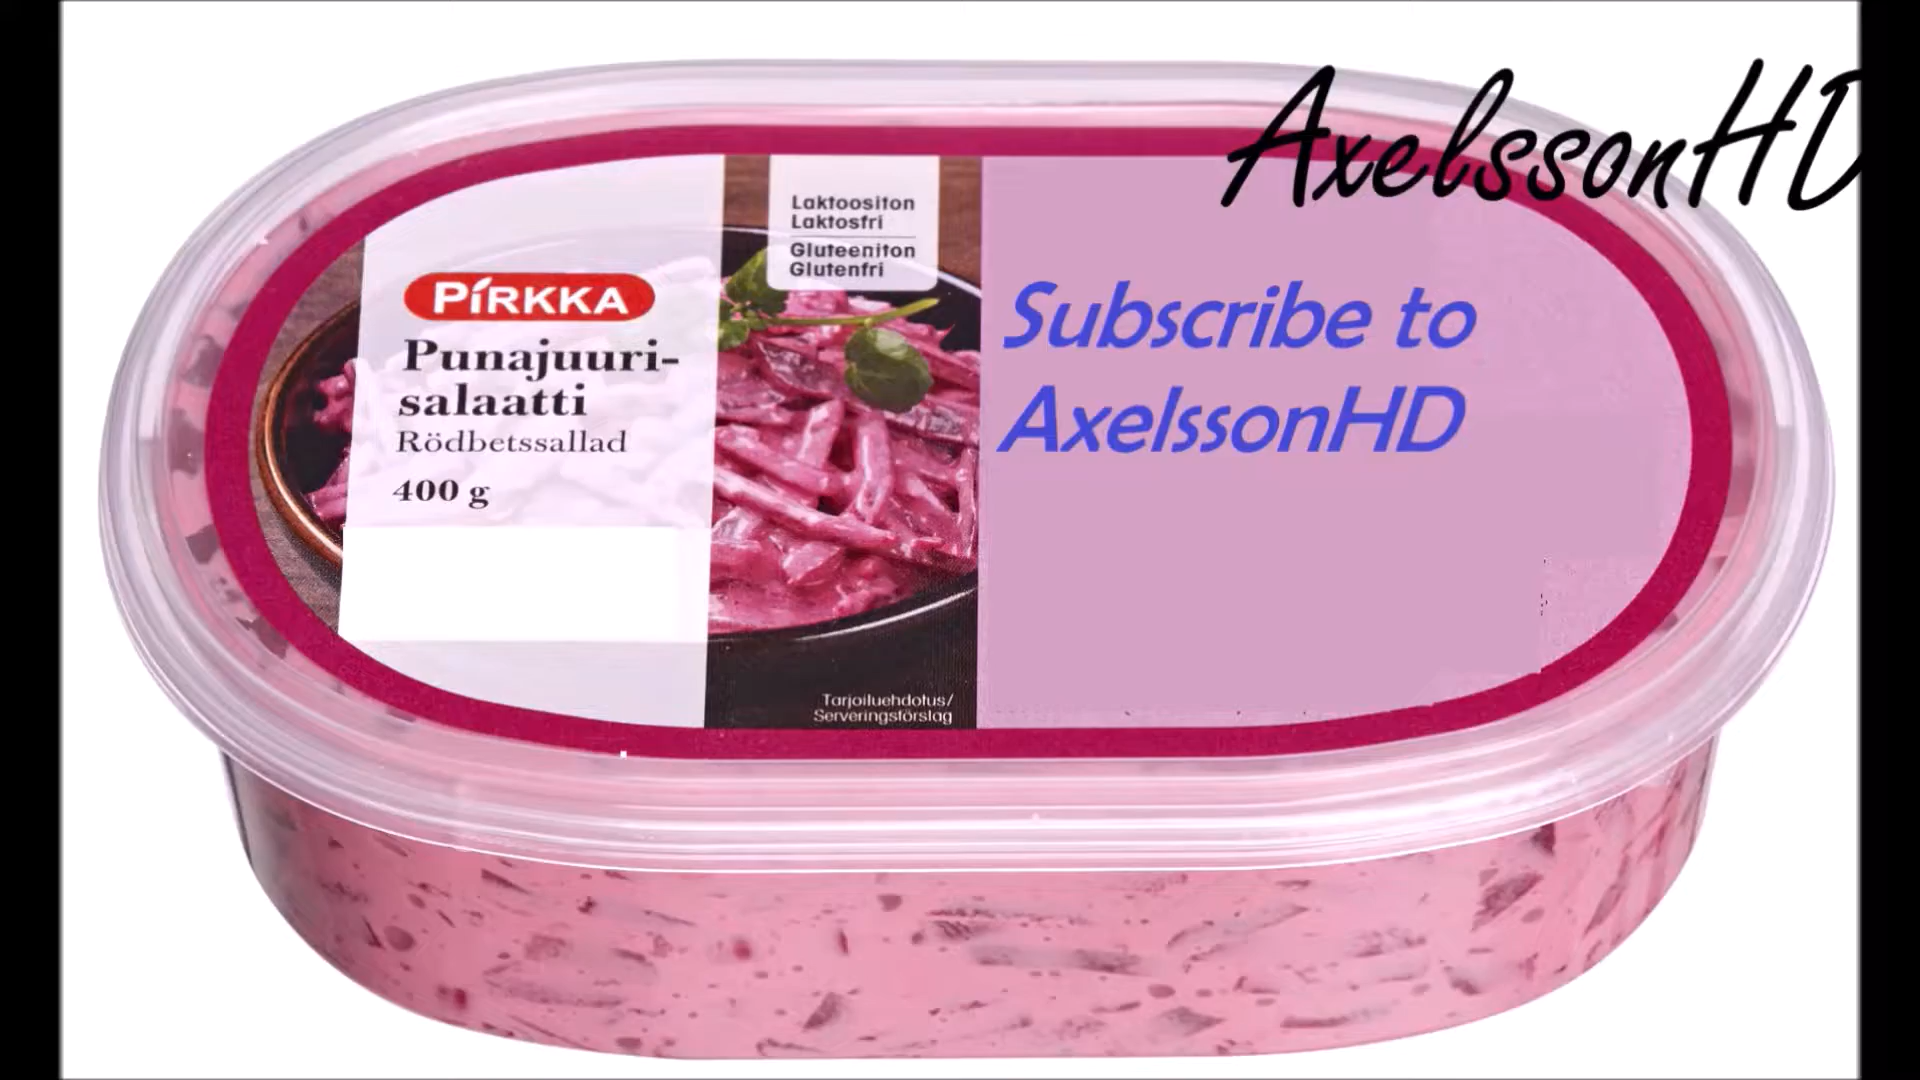 AxelssonHD
Laktoositon
Laktosfri
Gluteeniton
Glutenfri
PIRKKA
Punajuuri-
salaatti
Rödbetssallad
400 g
Subscribe to
AxelssonHD
Tarjoiluehdotus/
Serveringsförslag